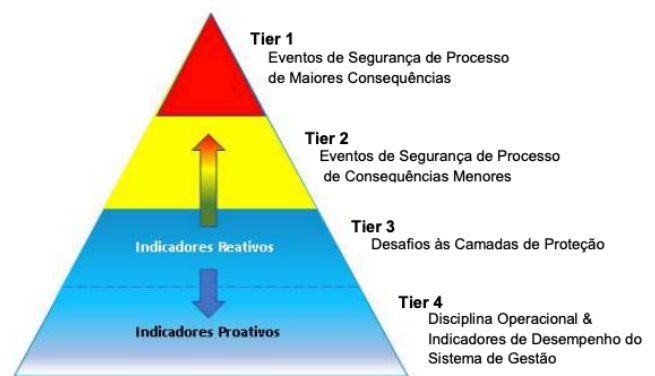 Tier 1
Eventos de Segurança de Processo
de Maiores Consequências
Tier 2
Eventos de Segurança de Processo
de Consequências Menores
Tier 3
Desafios às Camadas de Proteção
Indicadores Reativos
Tier 4
Disciplina Operacional &
Indicadores de Desempenho do
Sistema de Gestão
Indicadores Proativos